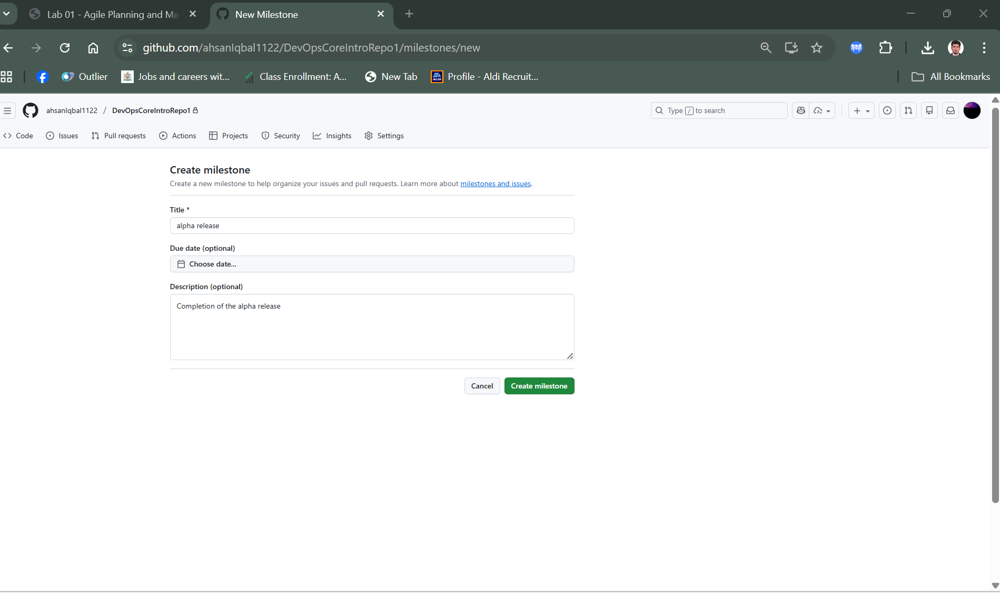 Lab 01 - Agile Planning and Ma
New Milestone
github.com/ahsanIqbal1122/DevOpsCoreIntroRepo1/milestones/new
Outlier
Jobs and careers wit...
Class Enrollment: A...
New Tab
ALDI
Profile - Aldi Recruit...
All Bookmarks
ahsanIqbal1122 / DevOpsCoreIntroRepo1
Type / to search
Code
Issues
Pull requests
Actions
Projects
Security
Insights
Settings
Create milestone
Create a new milestone to help organize your issues and pull requests. Learn more about milestones and issues.
Title *
alpha release
Due date (optional)
Choose date...
Description (optional)
Completion of the alpha release
Cancel
Create milestone